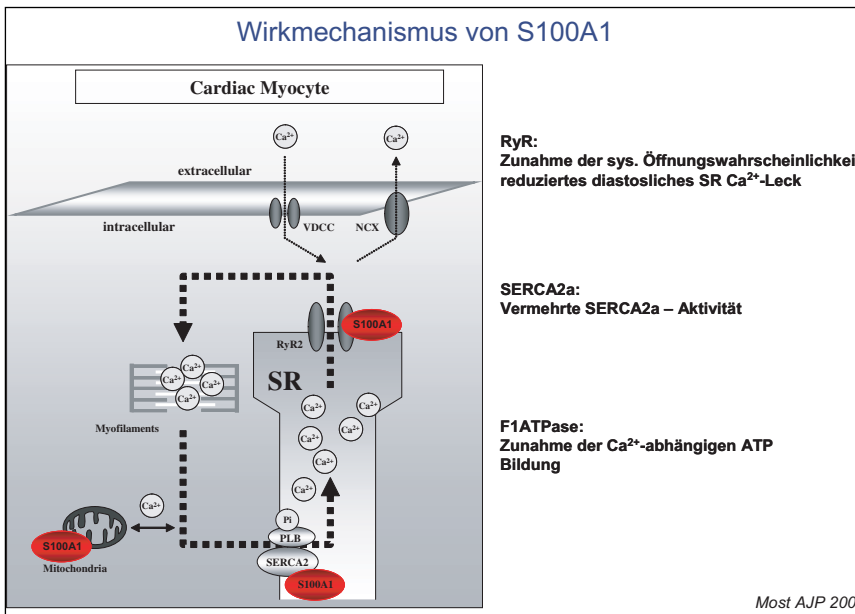 Wirkmechanismus von S100A1
Cardiac Myocyte
Ca2+
Ca2+
extracellular
intracellular
VDCC
NCX
S100A1
RyR2
SR
Ca2+
Ca2+
Ca2+
Ca2+
Ca2+
Myofilaments
Ca2+
Ca2+
Ca2+
Ca2+
Ca2+
Ca2+
Ca2+
Pi
PLB
SERCA2
S100A1
S100A1
Mitochondria
RyR:
Zunahme der sys. Öffnungswahrscheinlichkei
reduziertes diastosliches SR Ca2+-Leck
SERCA2a:
Vermehrte SERCA2a – Aktivität
F1ATPase:
Zunahme der Ca2+-abhängigen ATP
Bildung
Most AJP 200